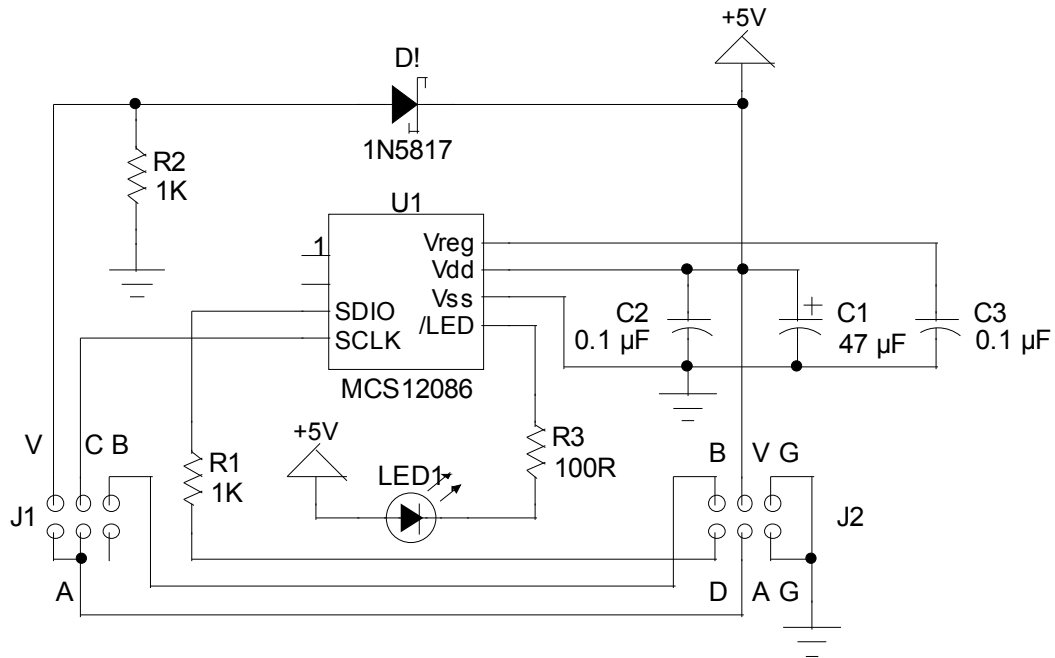 +5V
D!
1N5817
R2
1K
U1
1
Vreg
Vdd
Vss
/LED
SDIO
SCLK
MCS12086
C2
0.1 µF
C1
47 µF
C3
0.1 µF
+5V
R3
100R
R1
1K
LED1
V C B
B V G
J1
J2
A
D A G